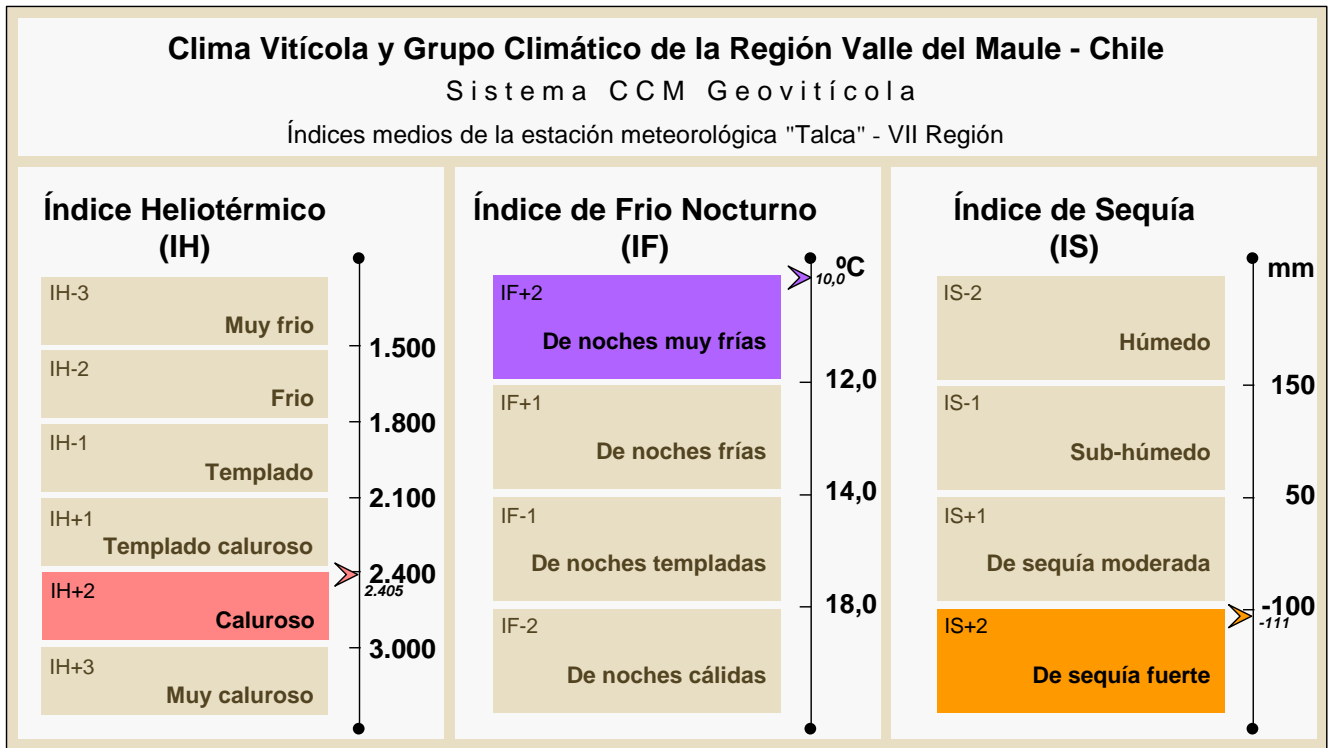 Clima Vitícola y Grupo Climático de la Región Valle del Maule - Chile
Sistema CCM Geovitícola
Índices medios de la estación meteorológica "Talca" - VII Región
Índice Heliotérmico
(IH)
IH-3
Muy frio
1.500
IH-2
Frio
1.800
IH-1
Templado
2.100
IH+1
Templado caluroso
2.400
2.405
IH+2
Caluroso
3.000
IH+3
Muy caluroso
Índice de Frio Nocturno
(IF)
ºC
10,0
IF+2
De noches muy frías
12,0
IF+1
De noches frías
14,0
IF-1
De noches templadas
18,0
IF-2
De noches cálidas
Índice de Sequía
(IS)
mm
IS-2
Húmedo
150
IS-1
Sub-húmedo
50
IS+1
De sequía moderada
-100
-111
IS+2
De sequía fuerte